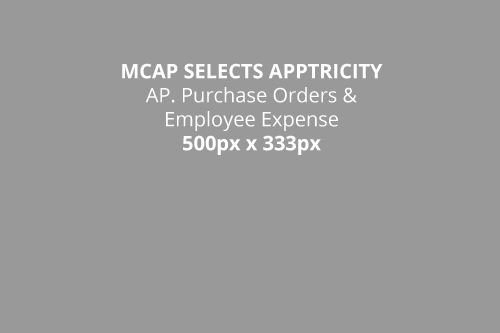 MCAP SELECTS APPTRICITY
AP. Purchase Orders &
Employee Expense
500px x 333px